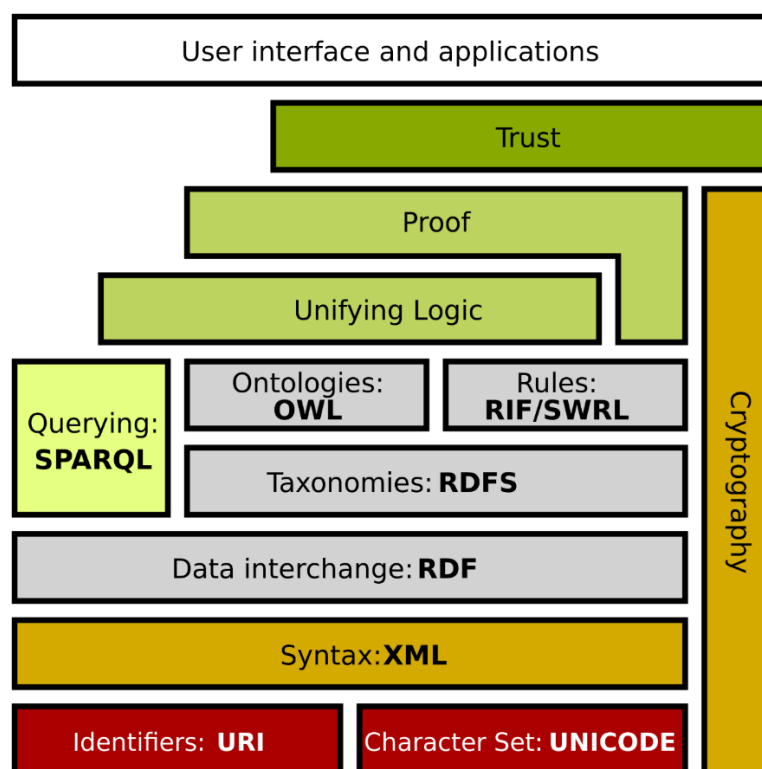 User interface and applications
Trust
Proof
Unifying Logic
Ontologies:
OWL
Rules:
RIF/SWRL
Querying:
SPARQL
Taxonomies: RDFS
Cryptography
Data interchange: RDF
Syntax:XML
Identifiers: URI
Character Set: UNICODE